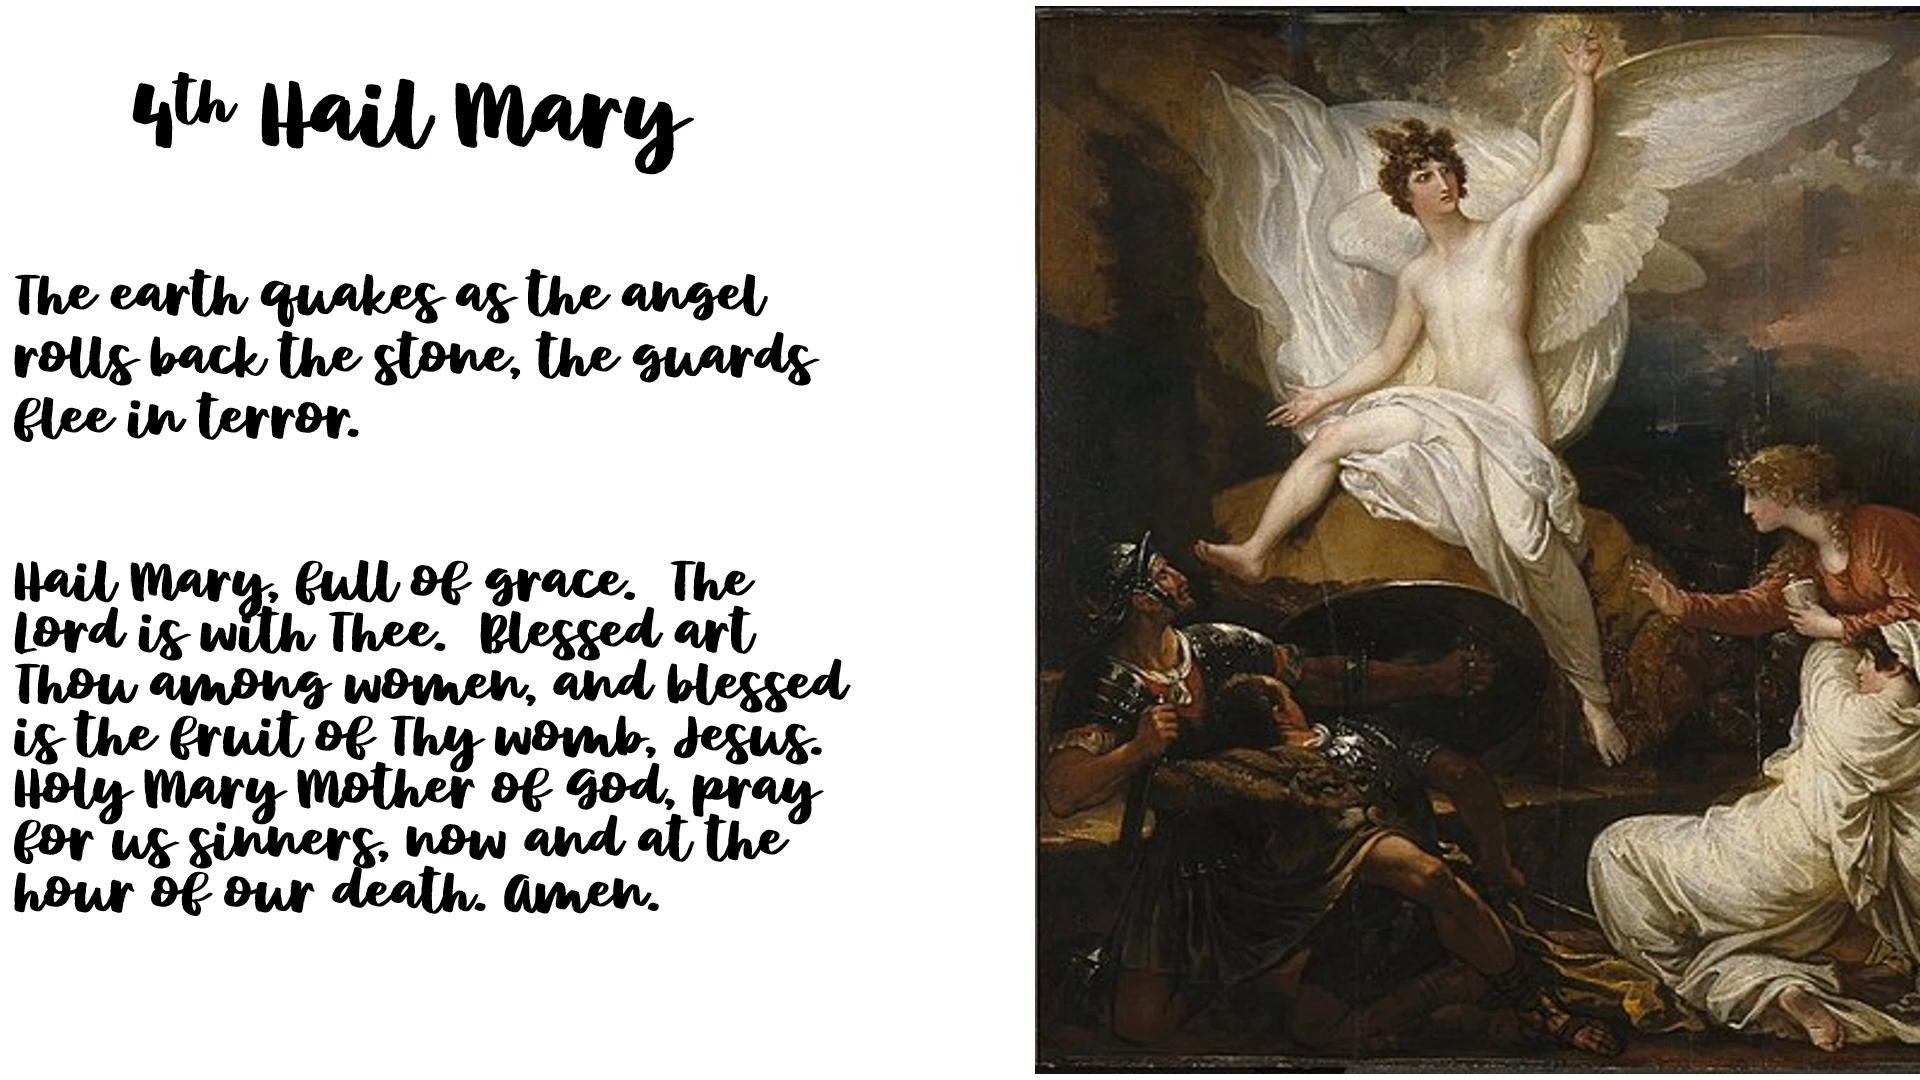 4th Hail Mary
The earth quakes as the angel
rolls back the stone, the guards
flee in terror.
Hail Mary, full of grace.  The
Lord is with Thee.  Blessed art
Thou among women, and blessed
is the fruit of Thy womb, Jesus.
Holy Mary Mother of God, pray
for us sinners, now and at the
hour of our death. Amen.